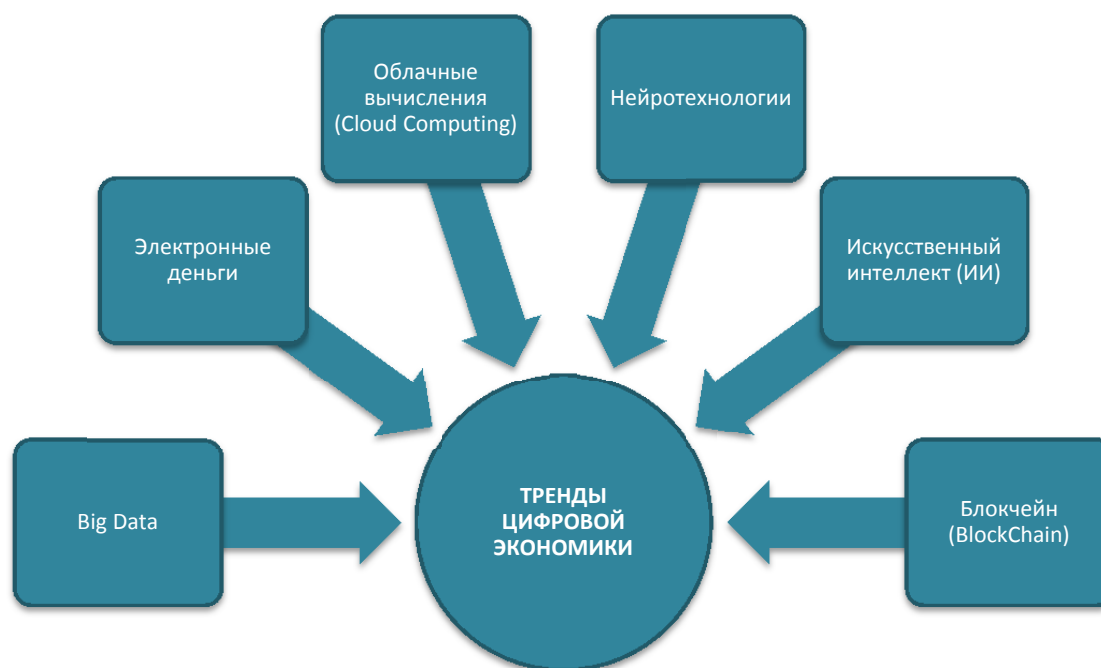 Облачные
вычисления
(Cloud Computing)
Нейротехнологии
Электронные
деньги
Искусственный
интеллект (ИИ)
Big Data
ТРЕНДЫ
ЦИФРОВОЙ
ЭКОНОМИКИ
Блокчейн
(BlockChain)